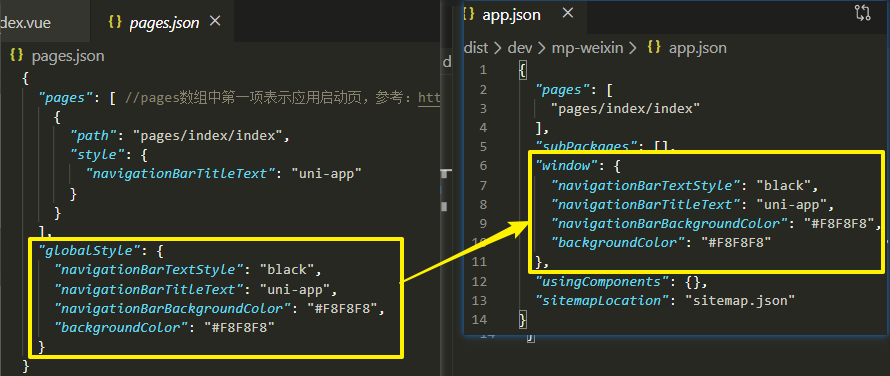 dex.vue
{} pages.json ×
{} pages.json
{
"pages": [ //pages数组中第一项表示应用启动页，参考：htt
{
"path": "pages/index/index",
"style": {
"navigationBarTitleText": "uni-app"
}
}
],
"globalStyle": {
"navigationBarTextStyle": "black",
"navigationBarTitleText": "uni-app",
"navigationBarBackgroundColor": "#F8F8F8",
"backgroundColor": "#F8F8F8"
}
}
{} app.json ×
dist > dev > mp-weixin > {} app.json
1 {
2 "pages": [
3 "pages/index/index"
4 ],
5 "subPackages": [],
6 "window": {
7 "navigationBarTextStyle": "black",
8 "navigationBarTitleText": "uni-app",
9 "navigationBarBackgroundColor": "#F8F8F8",
10 "backgroundColor": "#F8F8F8"
11 },
12 "usingComponents": {},
13 "sitemapLocation": "sitemap.json"
14 }
14 }